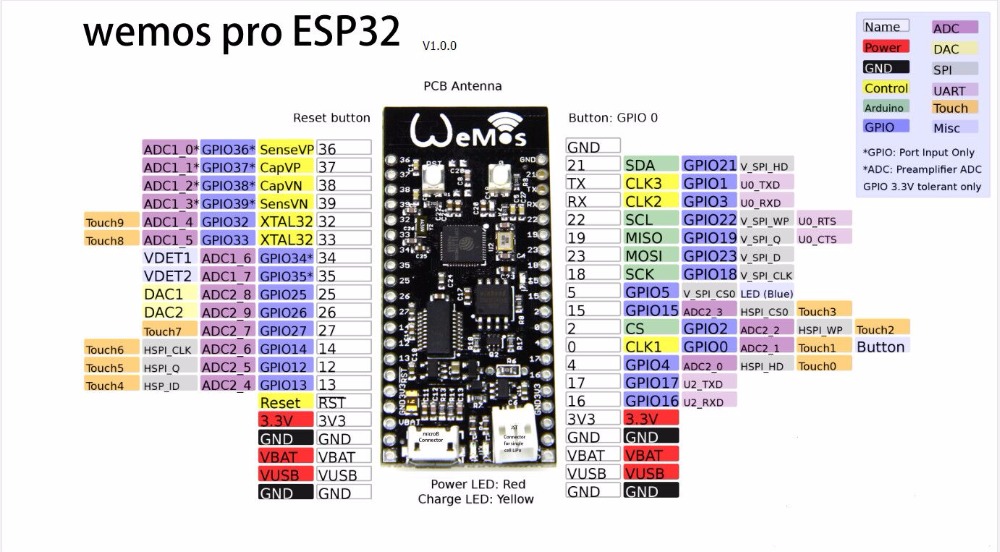 wemos pro ESP32 V1.0.0
PCB Antenna
Reset button
Button: GPIO 0
Name ADC
Power DAC
GND SPI
Control UART
Arduino Touch
GPIO Misc
*GPIO: Port Input Only
*ADC: Preamplifier ADC
GPIO 3.3V tolerant only
ADC1_0* GPIO36* SenseVP 36
ADC1_1* GPIO37* CapVP 37
ADC1_2* GPIO38* CapVN 38
ADC1_3* GPIO39* SensVN 39
Touch9 ADC1_4 GPIO32 XTAL32 32
Touch8 ADC1_5 GPIO33 XTAL32 33
VDET1 ADC1_6 GPIO34* 34
VDET2 ADC1_7 GPIO35* 35
DAC1 ADC2_8 GPIO25 25
DAC2 ADC2_9 GPIO26 26
Touch7 ADC2_7 GPIO27 27
Touch6 HSPI_CLK ADC2_6 GPIO14 14
Touch5 HSPI_Q ADC2_5 GPIO12 12
Touch4 HSP_ID ADC2_4 GPIO13 13
Reset RST
3.3V 3V3
GND GND
VBAT VBAT
VUSB VUSB
GND GND
WeMos
RST
0
microB
Connector
JST
Connector
for single
cell LiPo
GND
21 SDA GPIO21 V_SPI_HD
TX CLK3 GPIO1 U0_TXD
RX CLK2 GPIO3 U0_RXD
22 SCL GPIO22 V_SPI_WP U0_RTS
19 MISO GPIO19 V_SPI_Q U0_CTS
23 MOSI GPIO23 V_SPI_D
18 SCK GPIO18 V_SPI_CLK
5 GPIO5 V_SPI_CS0 LED (Blue)
15 GPIO15 ADC2_3 HSPI_CS0 Touch3
2 CS GPIO2 ADC2_2 HSPI_WP Touch2
0 CLK1 GPIO0 ADC2_1 Touch1 Button
4 GPIO4 ADC2_0 HSPI_HD Touch0
17 GPIO17 U2_TXD
16 GPIO16 U2_RXD
3V3 3.3V
GND GND
VBAT VBAT
VUSB VUSB
GND GND
Power LED: Red
Charge LED: Yellow